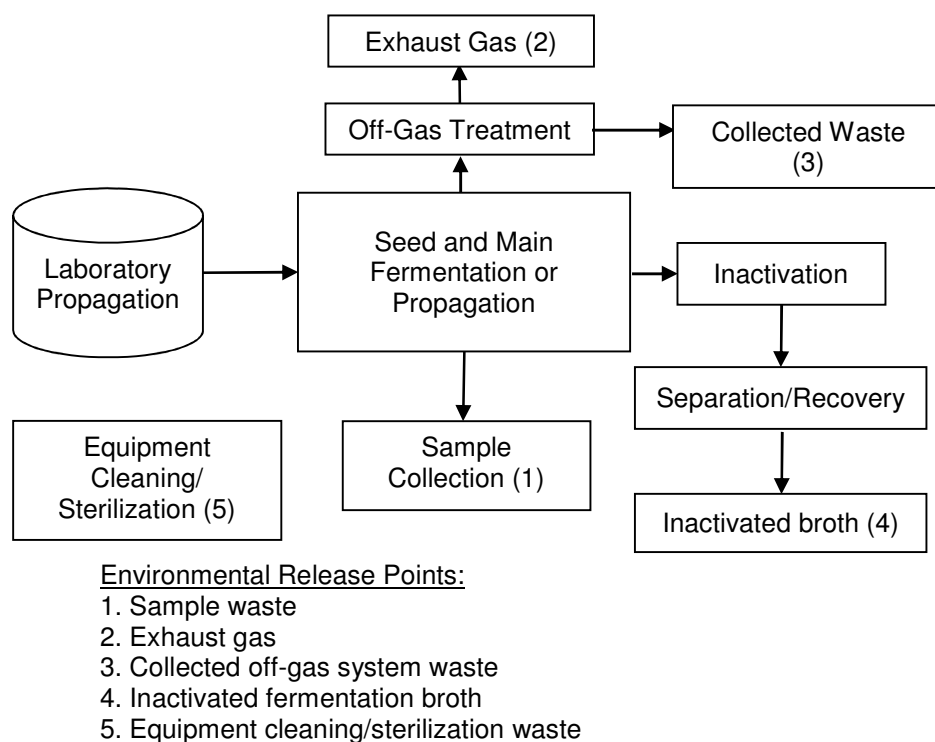 Exhaust Gas (2)
Off-Gas Treatment
Collected Waste
(3)
Laboratory
Propagation
Seed and Main
Fermentation or
Propagation
Inactivation
Separation/Recovery
Equipment
Cleaning/
Sterilization (5)
Sample
Collection (1)
Inactivated broth (4)
Environmental Release Points:
1. Sample waste
2. Exhaust gas
3. Collected off-gas system waste
4. Inactivated fermentation broth
5. Equipment cleaning/sterilization waste